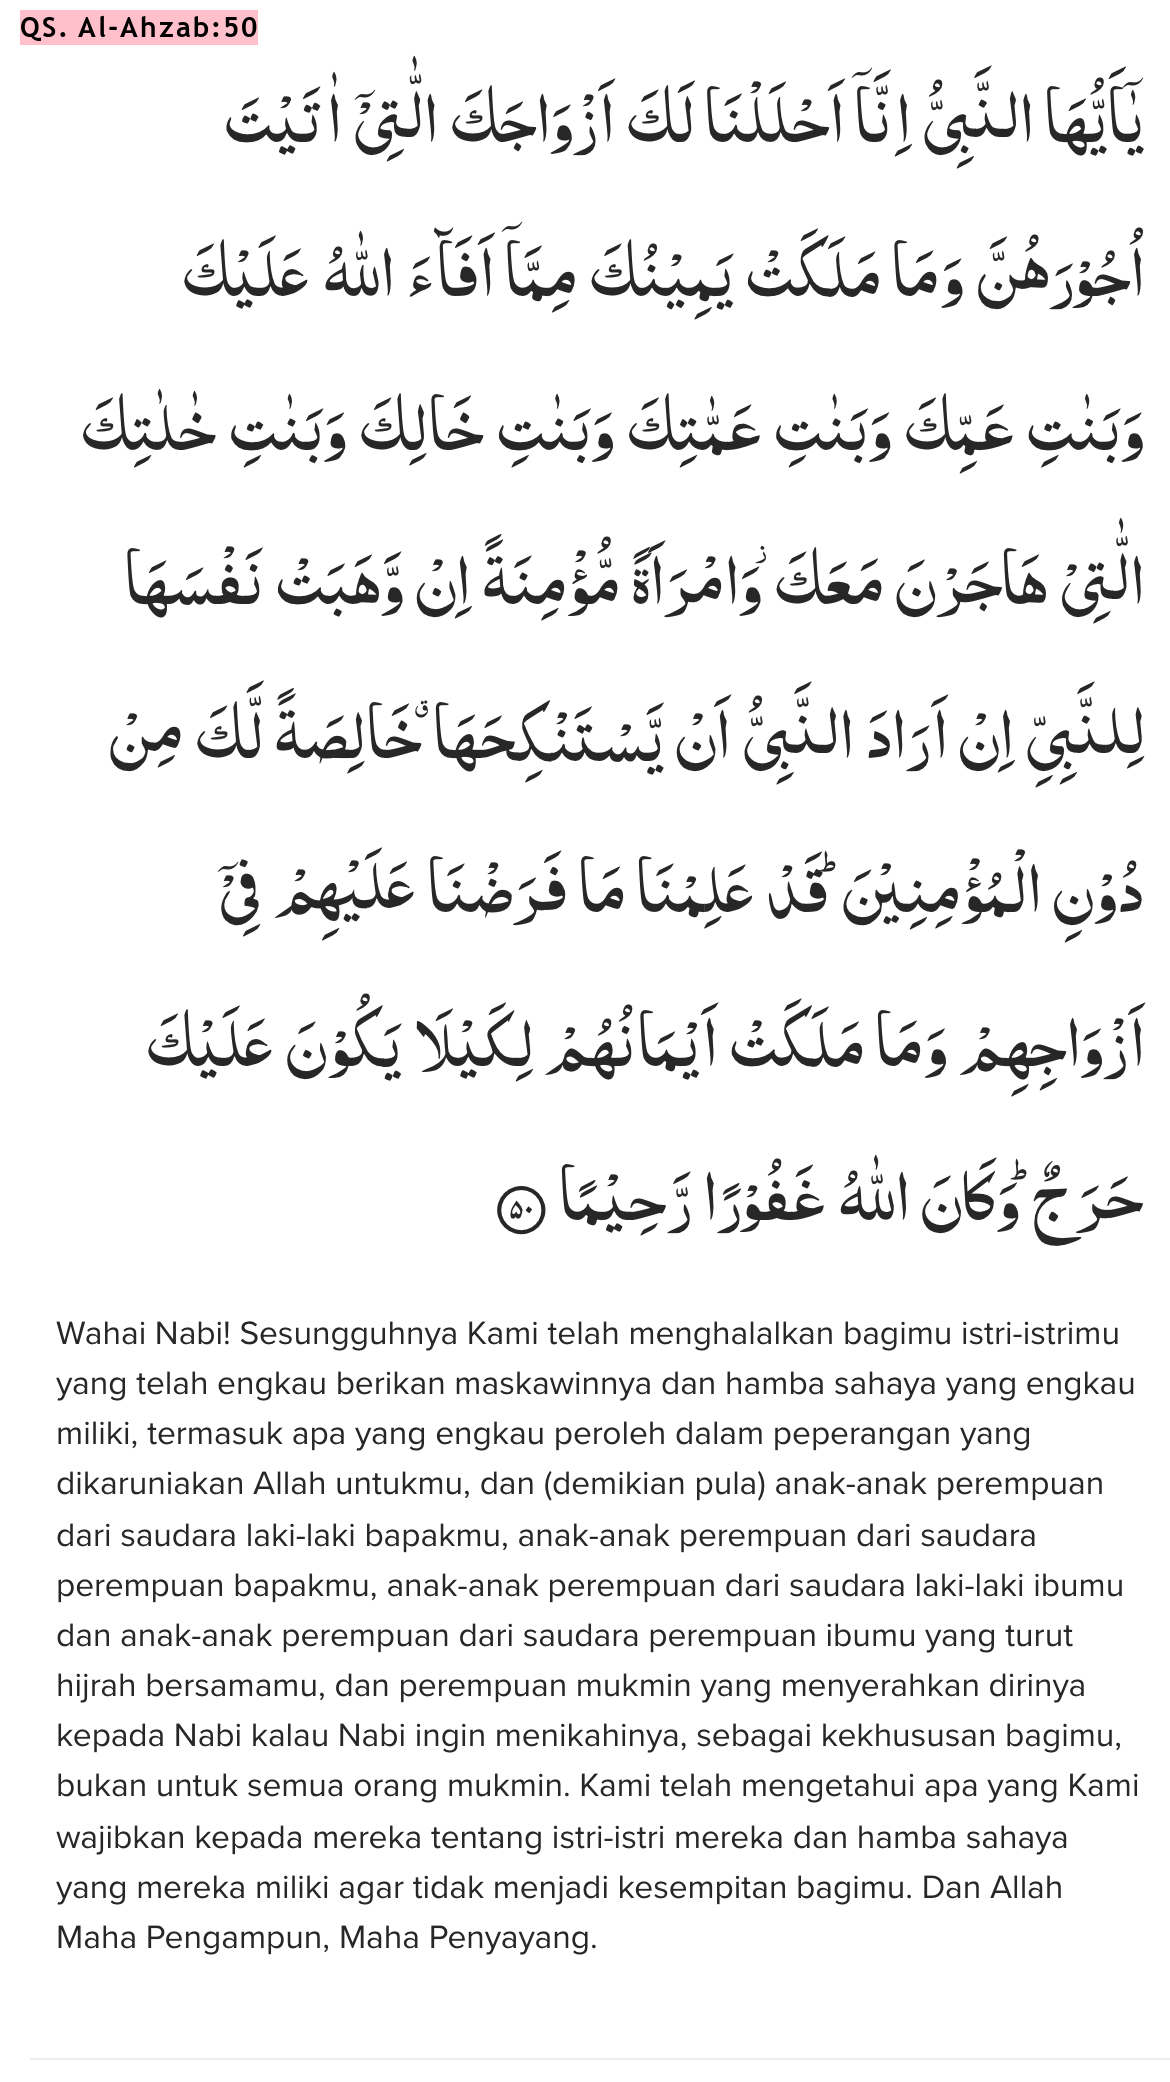 QS. Al-Ahzab:50
يٰٓاَيُّهَا النَّبِيُّ اِنَّآ اَحْلَلْنَا لَكَ اَزْوَاجَكَ الّٰتِيْٓ اٰتَيْتَ
اُجُوْرَهُنَّ وَمَا مَلَكَتْ يَمِيْنُكَ مِمَّآ اَفَاۤءَ اللّٰهُ عَلَيْكَ
وَبَنٰتِ عَمِّكَ وَبَنٰتِ عَمّٰتِكَ وَبَنٰتِ خَالِكَ وَبَنٰتِ خٰلٰتِكَ
الّٰتِيْ هَاجَرْنَ مَعَكَ ۗوَامْرَاَةً مُّؤْمِنَةً اِنْ وَّهَبَتْ نَفْسَهَا
لِلنَّبِيِّ اِنْ اَرَادَ النَّبِيُّ اَنْ يَّسْتَنْكِحَهَا ۗخَالِصَةً لَّكَ مِنْ
دُوْنِ الْمُؤْمِنِيْنَ ۗقَدْ عَلِمْنَا مَا فَرَضْنَا عَلَيْهِمْ فِيْٓ
اَزْوَاجِهِمْ وَمَا مَلَكَتْ اَيْمَانُهُمْ لِكَيْلَا يَكُوْنَ عَلَيْكَ
حَرَجٌ ۗوَكَانَ اللّٰهُ غَفُوْرًا رَّحِيْمًا ۝٥٠
Wahai Nabi! Sesungguhnya Kami telah menghalalkan bagimu istri-istrimu
yang telah engkau berikan maskawinnya dan hamba sahaya yang engkau
miliki, termasuk apa yang engkau peroleh dalam peperangan yang
dikaruniakan Allah untukmu, dan (demikian pula) anak-anak perempuan
dari saudara laki-laki bapakmu, anak-anak perempuan dari saudara
perempuan bapakmu, anak-anak perempuan dari saudara laki-laki ibumu
dan anak-anak perempuan dari saudara perempuan ibumu yang turut
hijrah bersamamu, dan perempuan mukmin yang menyerahkan dirinya
kepada Nabi kalau Nabi ingin menikahinya, sebagai kekhususan bagimu,
bukan untuk semua orang mukmin. Kami telah mengetahui apa yang Kami
wajibkan kepada mereka tentang istri-istri mereka dan hamba sahaya
yang mereka miliki agar tidak menjadi kesempitan bagimu. Dan Allah
Maha Pengampun, Maha Penyayang.